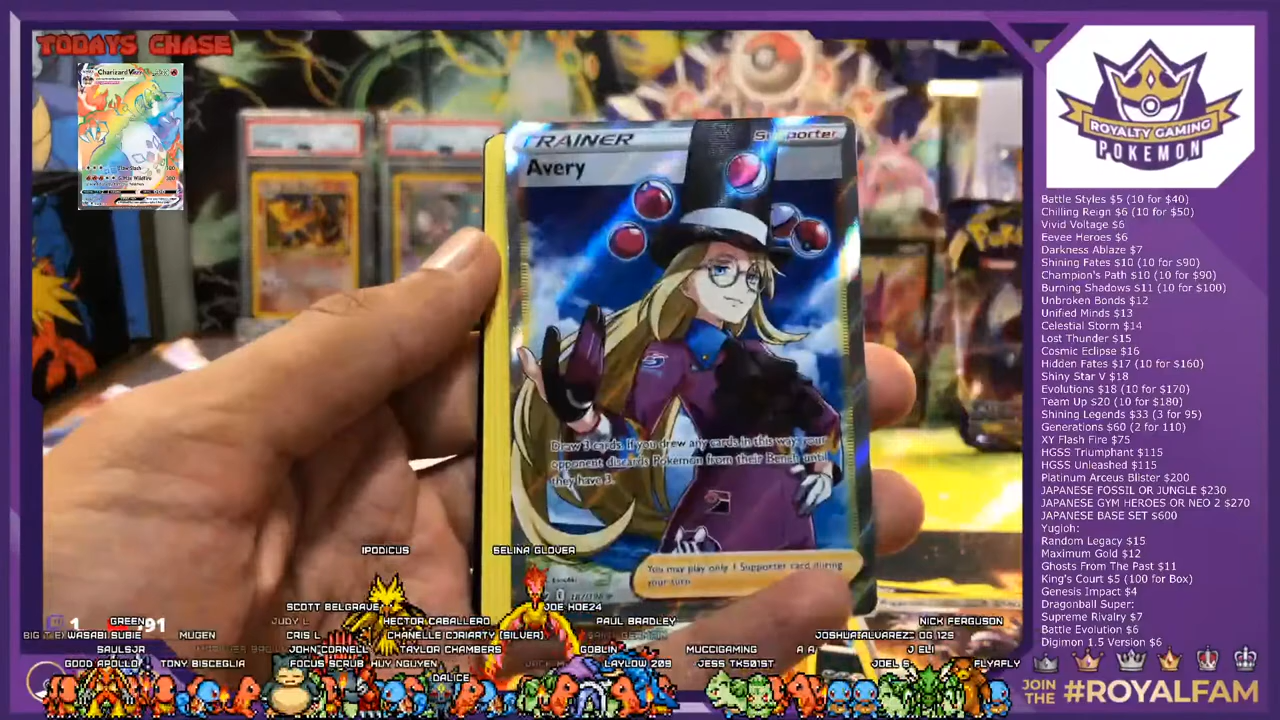 TODAYS CHASE
Charizard
TRAINER
Supporter
Avery
Draw 3 cards. If you drew any cards in this way, your
opponent discards Pokémon from their Bench until
they have 3.
You may play only 1 Supporter card during
your turn.
ROYALTY GAMING
POKEMON
Battle Styles $5 (10 for $40)
Chilling Reign $6 (10 for $50)
Vivid Voltage $6
Eevee Heroes $6
Darkness Ablaze $7
Shining Fates $10 (10 for $90)
Champion's Path $10 (10 for $90)
Burning Shadows $11 (10 for $100)
Unbroken Bonds $12
Unified Minds $13
Celestial Storm $14
Lost Thunder $15
Cosmic Eclipse $16
Hidden Fates $17 (10 for $160)
Shiny Star V $18
Evolutions $18 (10 for $170)
Team Up $20 (10 for $180)
Shining Legends $33 (3 for 95)
Generations $60 (2 for 110)
XY Flash Fire $75
HGSS Triumphant $115
HGSS Unleashed $115
Platinum Arceus Blister $200
JAPANESE FOSSIL OR JUNGLE $230
JAPANESE GYM HEROES OR NEO 2 $270
JAPANESE BASE SET $600
Yugioh:
Random Legacy $15
Maximum Gold $12
Ghosts From The Past $11
King's Court $5 (100 for Box)
Genesis Impact $4
Dragonball Super:
Supreme Rivalry $7
Battle Evolution $6
Digimon 1.5 Version $6
JOIN THE #ROYALFAM
IPODICUS
SELINA GLOVER
SCOTT BELGRAVE
JOE HOE24
GREEN
JUDY L
HECTOR CABALLERO
PAUL BRADLEY
NICK FERGUSON
1
91
WASABI SUBIE
MUGEN
CRIS L
CHANELLE CORIARTY (SILVER)
JOSHUA ALVAREZ
OG 125
SAULSJR
JOHN CORNELL
TAYLOR CHAMBERS
GOBLIN
MUCCIGAMING
A A
J ELI
GOOD APOLLO
TONY BISCEGLIA
FOCUS SCRUB
HUY NGUYEN
LAYLOW 209
JESS TK501ST
JOEL S
FLYAFLY
DALICE